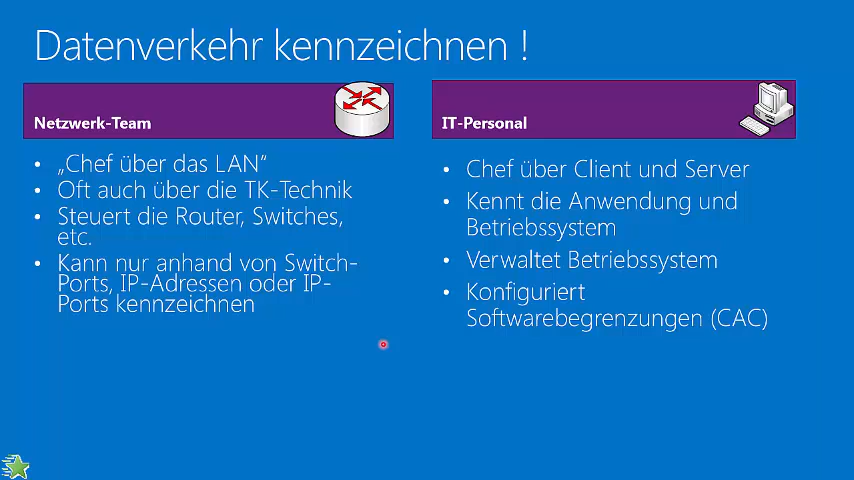 Datenverkehr kennzeichnen !
Netzwerk-Team
• „Chef über das LAN“
• Oft auch über die TK-Technik
• Steuert die Router, Switches,
etc.
• Kann nur anhand von Switch-
Ports, IP-Adressen oder IP-
Ports kennzeichnen
IT-Personal
• Chef über Client und Server
• Kennt die Anwendung und
Betriebssystem
• Verwaltet Betriebssystem
• Konfiguriert
Softwarebegrenzungen (CAC)